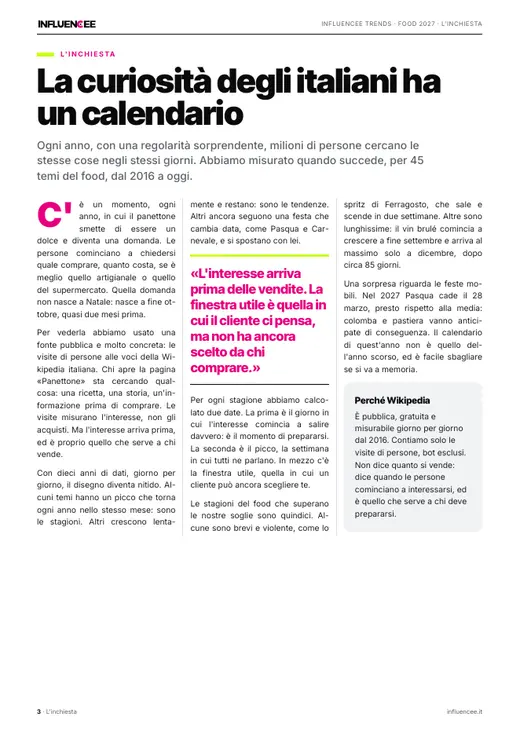 INFLUENCEE
INFLUENCEE TRENDS · FOOD 2027 · L'INCHIESTA
L'INCHIESTA
La curiosità degli italiani ha
un calendario
Ogni anno, con una regolarità sorprendente, milioni di persone cercano le
stesse cose negli stessi giorni. Abbiamo misurato quando succede, per 45
temi del food, dal 2016 a oggi.
C'è un momento, ogni
anno, in cui il panettone
smette di essere un
dolce e diventa una domanda. Le
persone cominciano a chiedersi
quale comprare, quanto costa, se è
meglio quello artigianale o quello
del supermercato. Quella domanda
non nasce a Natale: nasce a fine ot-
tobre, quasi due mesi prima.
Per vederla abbiamo usato una
fonte pubblica e molto concreta: le
visite di persone alle voci della Wi-
kipedia italiana. Chi apre la pagina
«Panettone» sta cercando qual-
cosa: una ricetta, una storia, un'in-
formazione prima di comprare. Le
visite misurano l'interesse, non gli
acquisti. Ma l'interesse arriva prima,
ed è proprio quello che serve a chi
vende.
Con dieci anni di dati, giorno per
giorno, il disegno diventa nitido. Al-
cuni temi hanno un picco che torna
ogni anno nello stesso mese: sono
le stagioni. Altri crescono lenta-
mente e restano: sono le tendenze.
Altri ancora seguono una festa che
cambia data, come Pasqua e Car-
nevale, e si spostano con lei.
«L'interesse arriva
prima delle vendite. La
finestra utile è quella in
cui il cliente ci pensa,
ma non ha ancora
scelto da chi
comprare.»
Per ogni stagione abbiamo calco-
lato due date. La prima è il giorno in
cui l'interesse comincia a salire
davvero: è il momento di prepararsi.
La seconda è il picco, la settimana
in cui tutti ne parlano. In mezzo c'è
la finestra utile, quella in cui un
cliente può ancora scegliere te.
Le stagioni del food che superano
le nostre soglie sono quindici. Al-
cune sono brevi e violente, come lo
spritz di Ferragosto, che sale e
scende in due settimane. Altre sono
lunghissime: il vin brulé comincia a
crescere a fine settembre e arriva al
massimo solo a dicembre, dopo
circa 85 giorni.
Una sorpresa riguarda le feste mo-
bili. Nel 2027 Pasqua cade il 28
marzo, presto rispetto alla media:
colomba e pastiera vanno antici-
pate di conseguenza. Il calendario
di quest'anno non è quello del-
l'anno scorso, ed è facile sbagliare
se si va a memoria.
Perché Wikipedia
È pubblica, gratuita e
misurabile giorno per giorno
dal 2016. Contiamo solo le
visite di persone, bot esclusi.
Non dice quanto si vende:
dice quando le persone
cominciano a interessarsi, ed
è quello che serve a chi deve
prepararsi.
3 · L'inchiesta
influencee.it